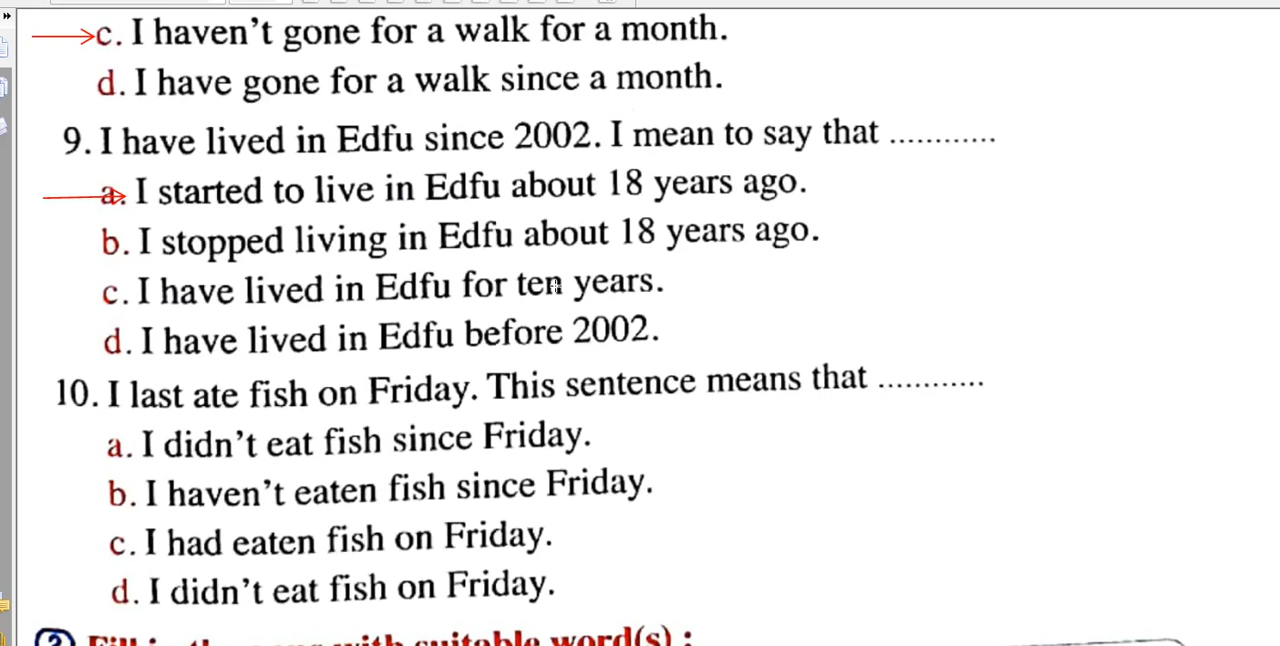 c. I haven't gone for a walk for a month.
d. I have gone for a walk since a month.
9. I have lived in Edfu since 2002. I mean to say that ............
a. I started to live in Edfu about 18 years ago.
b. I stopped living in Edfu about 18 years ago.
c. I have lived in Edfu for ten years.
d. I have lived in Edfu before 2002.
10. I last ate fish on Friday. This sentence means that ............
a. I didn't eat fish since Friday.
b. I haven't eaten fish since Friday.
c. I had eaten fish on Friday.
d. I didn't eat fish on Friday.
with suitable word(s) :